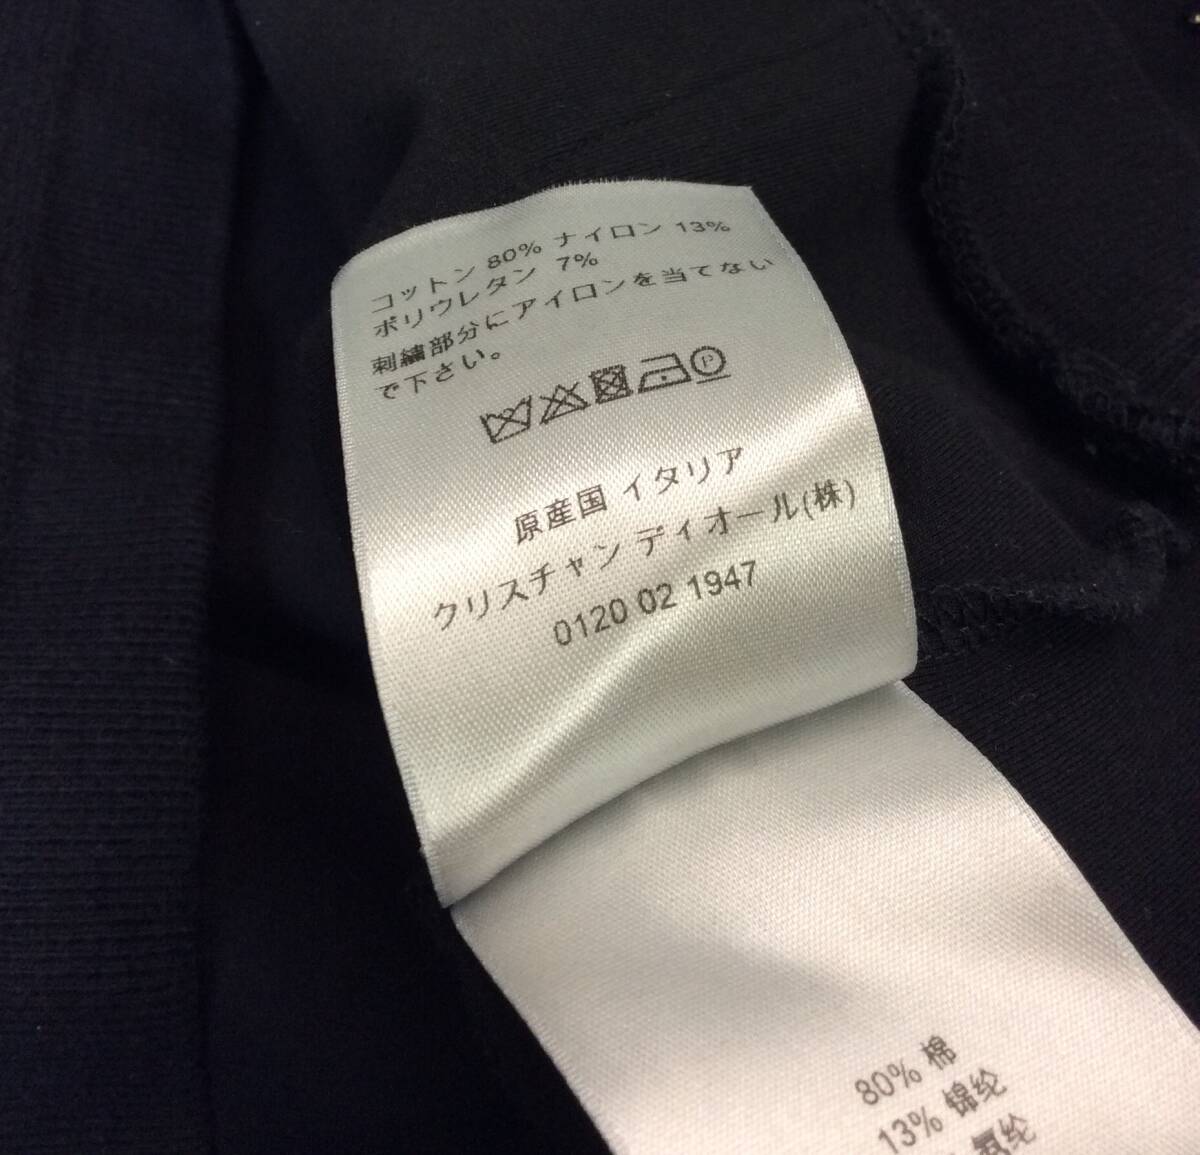 コットン 80% ナイロン 13%
ポリウレタン 7%
刺繍部分にアイロンを当てない
で下さい。
P
原産国 イタリア
クリスチャン ディオール(株)
0120 02 1947
80% 棉
13% 锦纶
氨纶